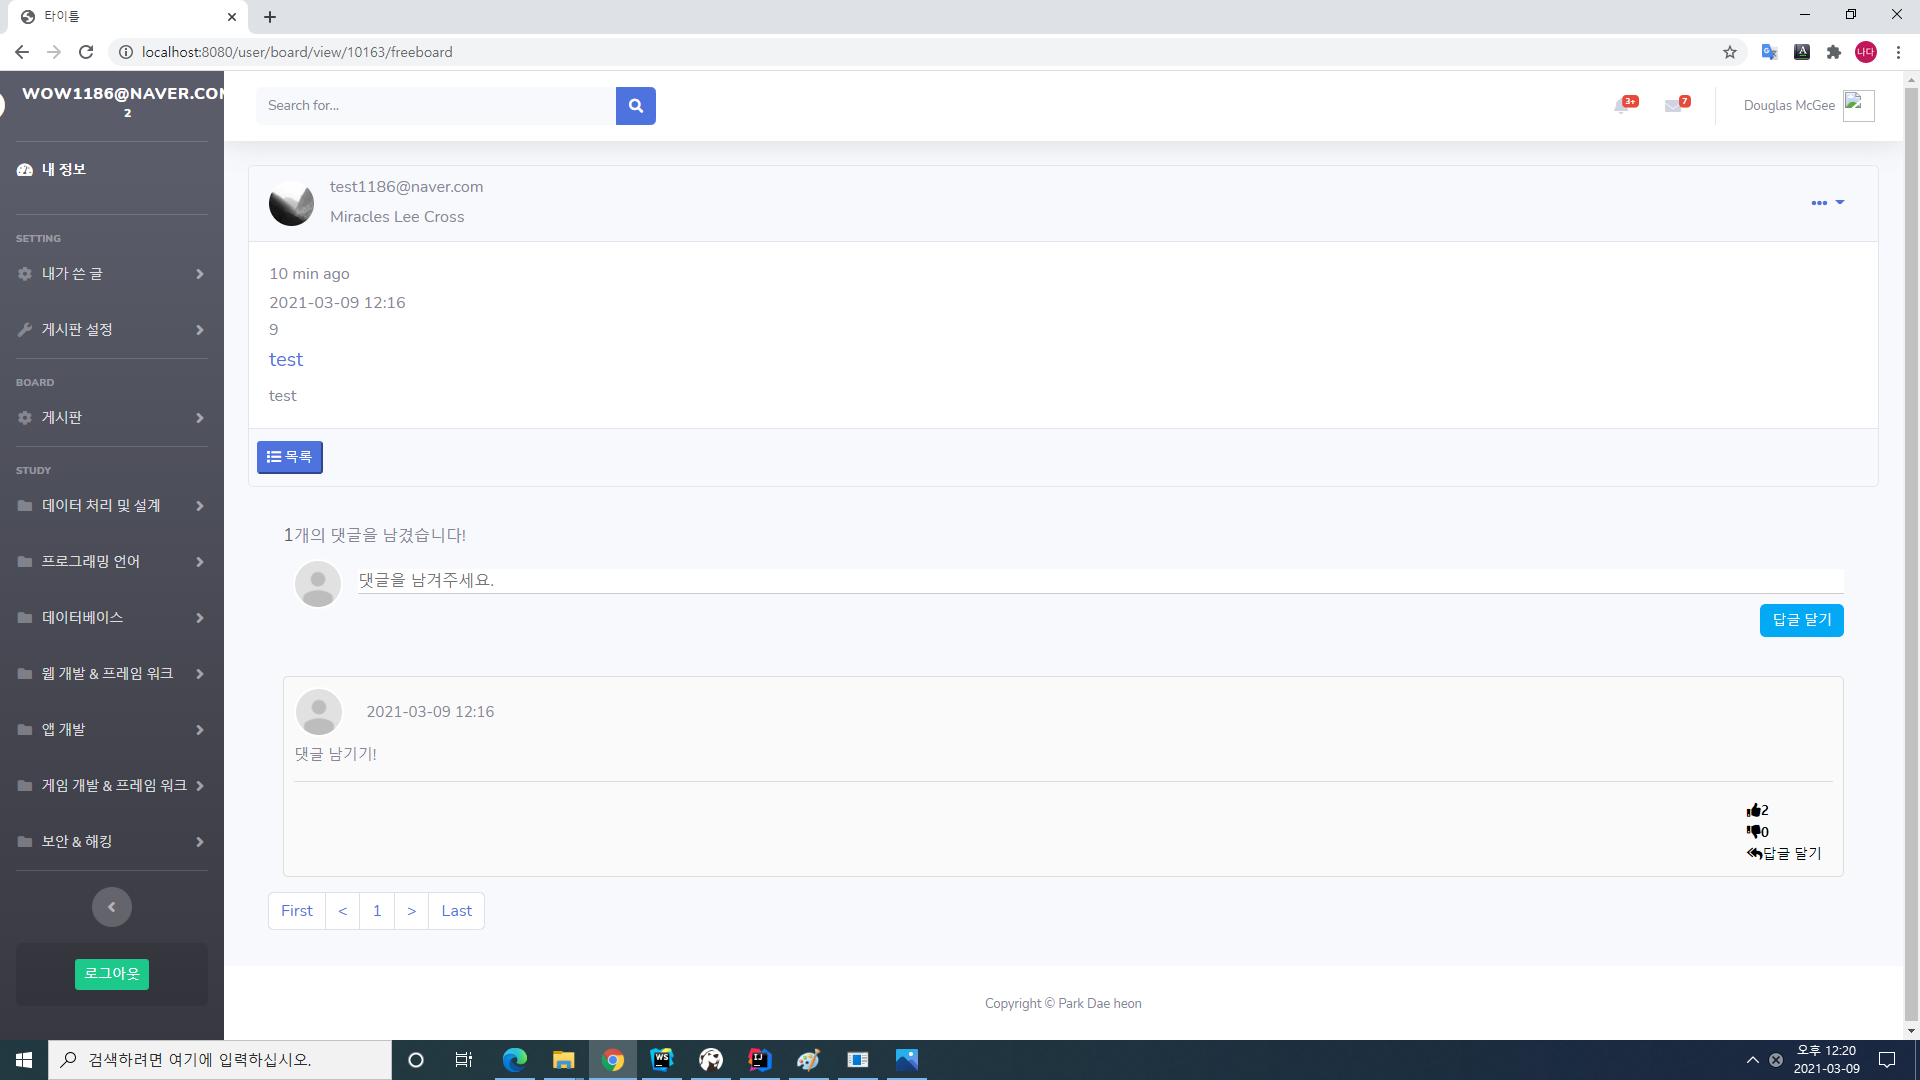 타이틀
localhost:8080/user/board/view/10163/freeboard
나다
WOW1186@NAVER.COM
2
내 정보
SETTING
내가 쓴 글
게시판 설정
BOARD
게시판
STUDY
데이터 처리 및 설계
프로그래밍 언어
데이터베이스
웹 개발 & 프레임 워크
앱 개발
게임 개발 & 프레임 워크
보안 & 해킹
로그아웃
Search for...
3+
7
Douglas McGee
test1186@naver.com
Miracles Lee Cross
10 min ago
2021-03-09 12:16
9
test
test
목록
1개의 댓글을 남겼습니다!
댓글을 남겨주세요.
답글 달기
2021-03-09 12:16
댓글 남기기!
2
0
답글 달기
First < 1 > Last
Copyright © Park Dae heon
검색하려면 여기에 입력하십시오.
WS
IJ
오후 12:20
2021-03-09